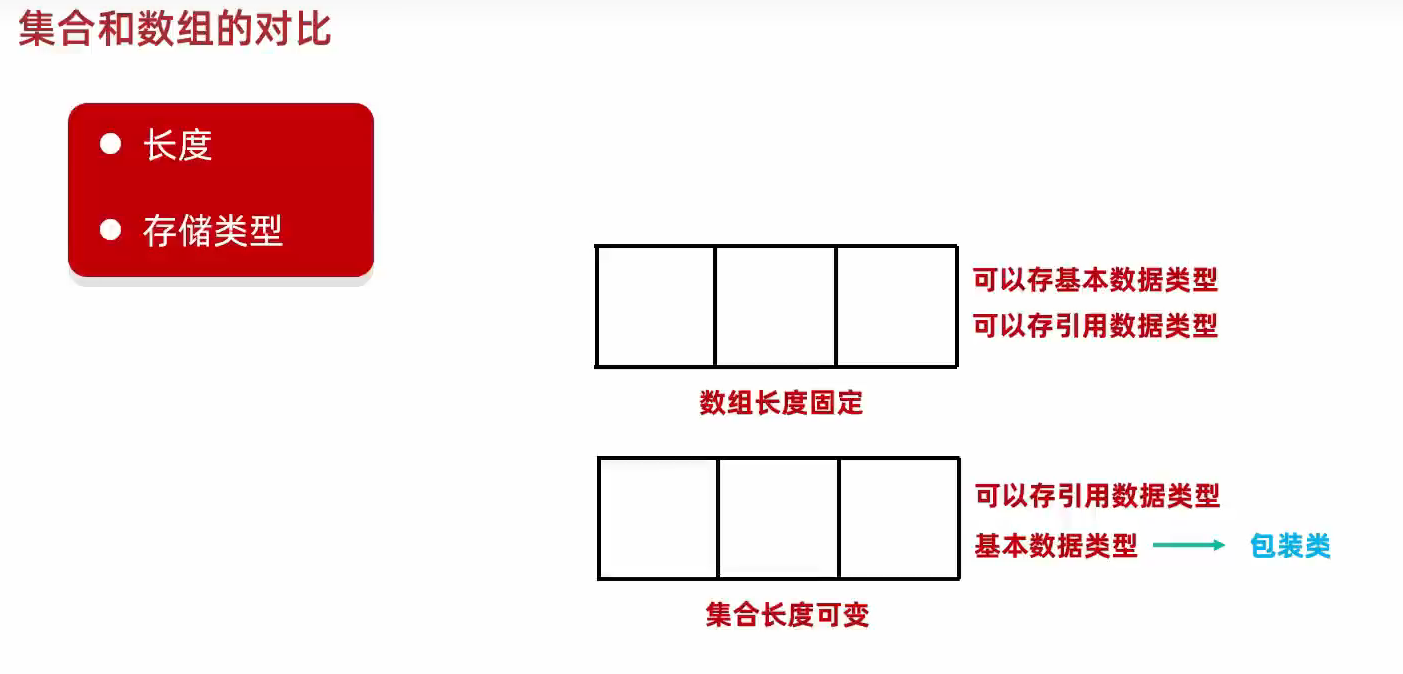 集合和数组的对比
长度
存储类型
可以存基本数据类型
可以存引用数据类型
数组长度固定
可以存引用数据类型
基本数据类型 包装类
集合长度可变